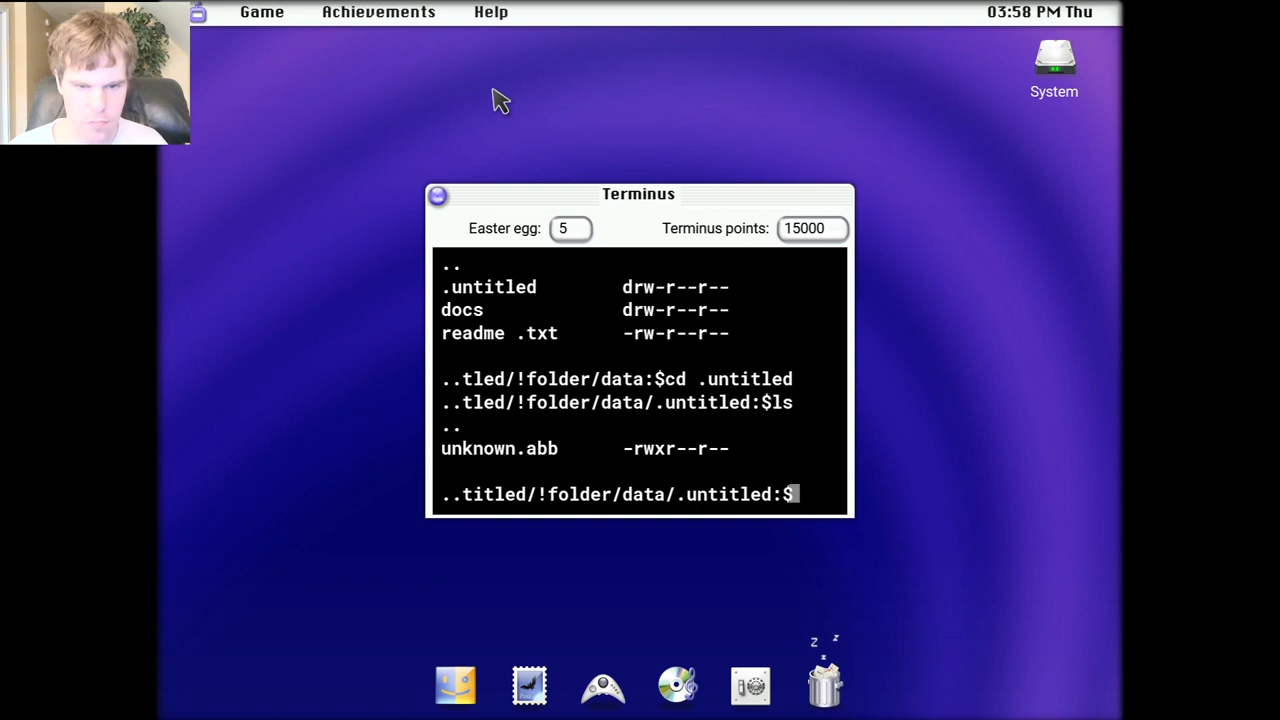 Game Achievements Help 03:58 PM Thu
System
Terminus
Easter egg: 5 Terminus points: 15000
..
.untitled drw-r--r--
docs drw-r--r--
readme .txt -rw-r--r--
..tled/!folder/data:$cd .untitled
..tled/!folder/data/.untitled:$ls
..
unknown.abb -rwxr--r--
..titled/!folder/data/.untitled:$
z z
z